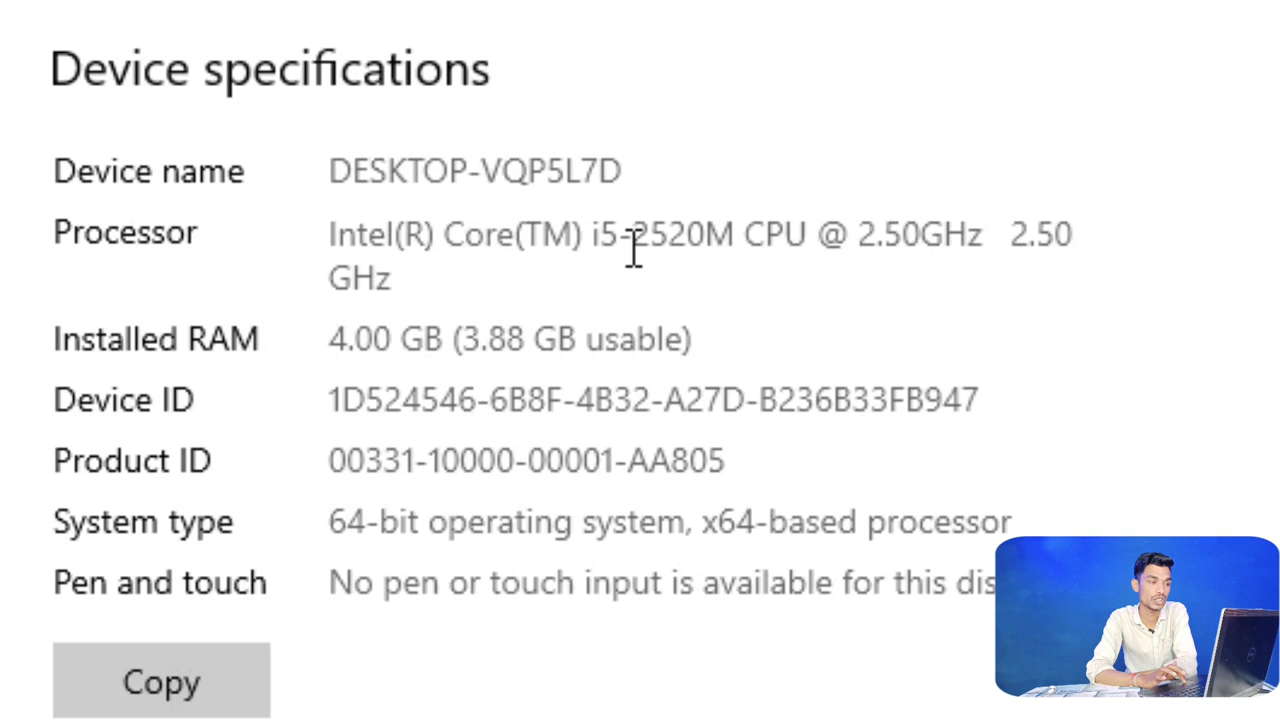 Device specifications
Device name DESKTOP-VQP5L7D
Processor Intel(R) Core(TM) i5-2520M CPU @ 2.50GHz 2.50
GHz
Installed RAM 4.00 GB (3.88 GB usable)
Device ID 1D524546-6B8F-4B32-A27D-B236B33FB947
Product ID 00331-10000-00001-AA805
System type 64-bit operating system, x64-based processor
Pen and touch No pen or touch input is available for this dis
Copy